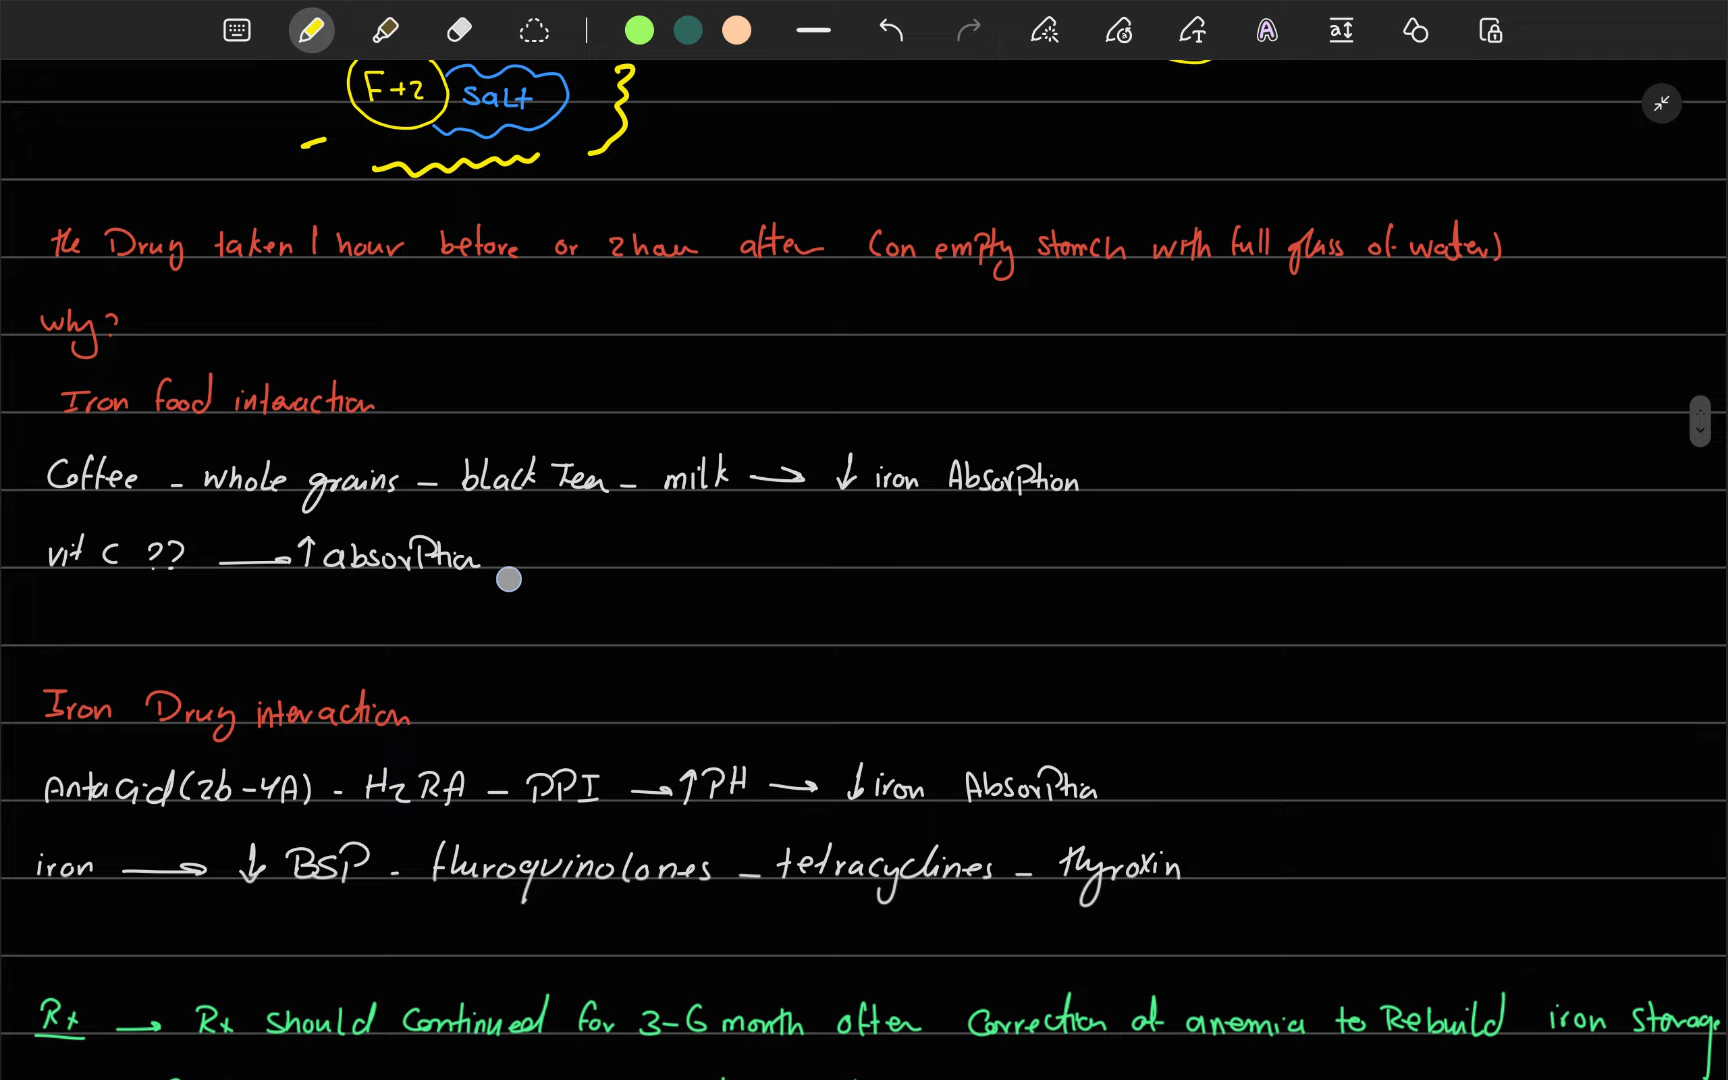 F+2 Salt
the Drug taken 1 hour before or 2 hour after (on empty stomch with full glass of water)
why?
Iron food interaction
Coffee - whole grains - black Tea - milk → ↓ iron Absorption
vit C ?? → ↑ absorption
Iron Drug interaction
Antacid (2b-4A) - H2RA - PPI → ↑ PH → ↓ iron Absorption
iron → ↓ BSP - fluroquinolones - tetracyclines - thyroxin
Rx → Rx should Continued for 3-6 month after Correction of anemia to Rebuild iron storage